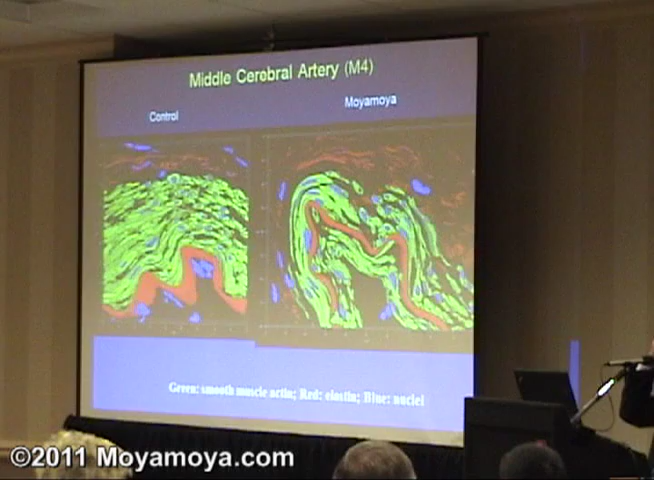 Middle Cerebral Artery (M4)
Control
Moyamoya
Green: smooth muscle actin; Red: elastin; Blue: nuclei
©2011 Moyamoya.com